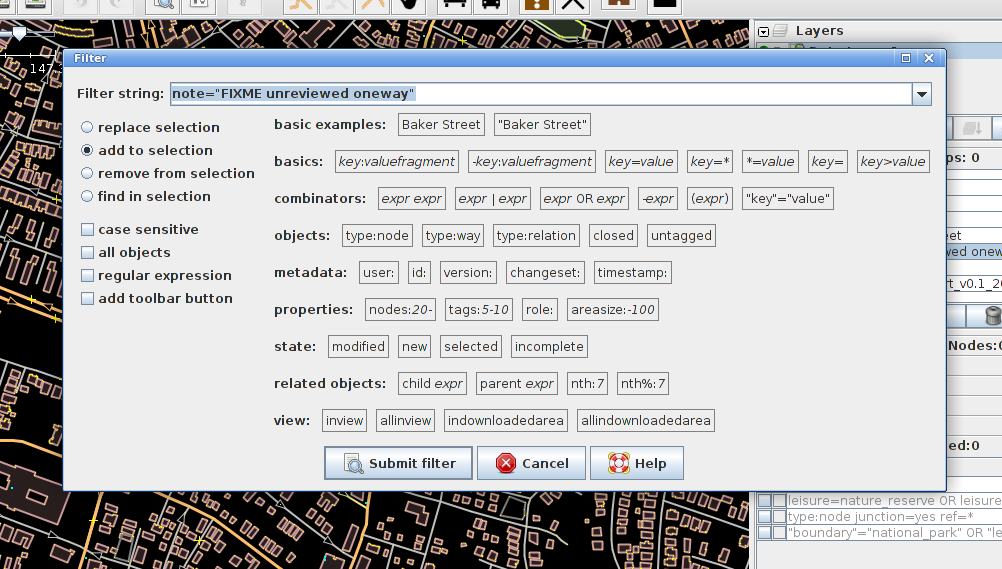 Layers
Filter
147
Filter string: note="FIXME unreviewed oneway"
replace selection
add to selection
remove from selection
find in selection
case sensitive
all objects
regular expression
add toolbar button
basic examples: Baker Street "Baker Street"
basics: key:valuefragment -key:valuefragment key=value key=* *=value key= key>value
combinators: expr expr expr | expr expr OR expr -expr (expr) "key"="value"
objects: type:node type:way type:relation closed untagged
metadata: user: id: version: changeset: timestamp:
properties: nodes:20- tags:5-10 role: areasize:-100
state: modified new selected incomplete
related objects: child expr parent expr nth:7 nth%:7
view: inview allinview indownloadedarea allindownloadedarea
Submit filter Cancel Help
ps: 0
eet
wed onew
rt_v0.1_20
Nodes:0
ed:0
leisure=nature_reserve OR leisure
type:node junction=yes ref=*
"boundary"="national_park" OR "le